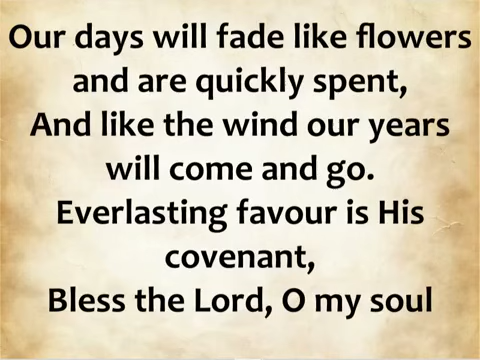 Our days will fade like flowers
and are quickly spent,
And like the wind our years
will come and go.
Everlasting favour is His
covenant,
Bless the Lord, O my soul